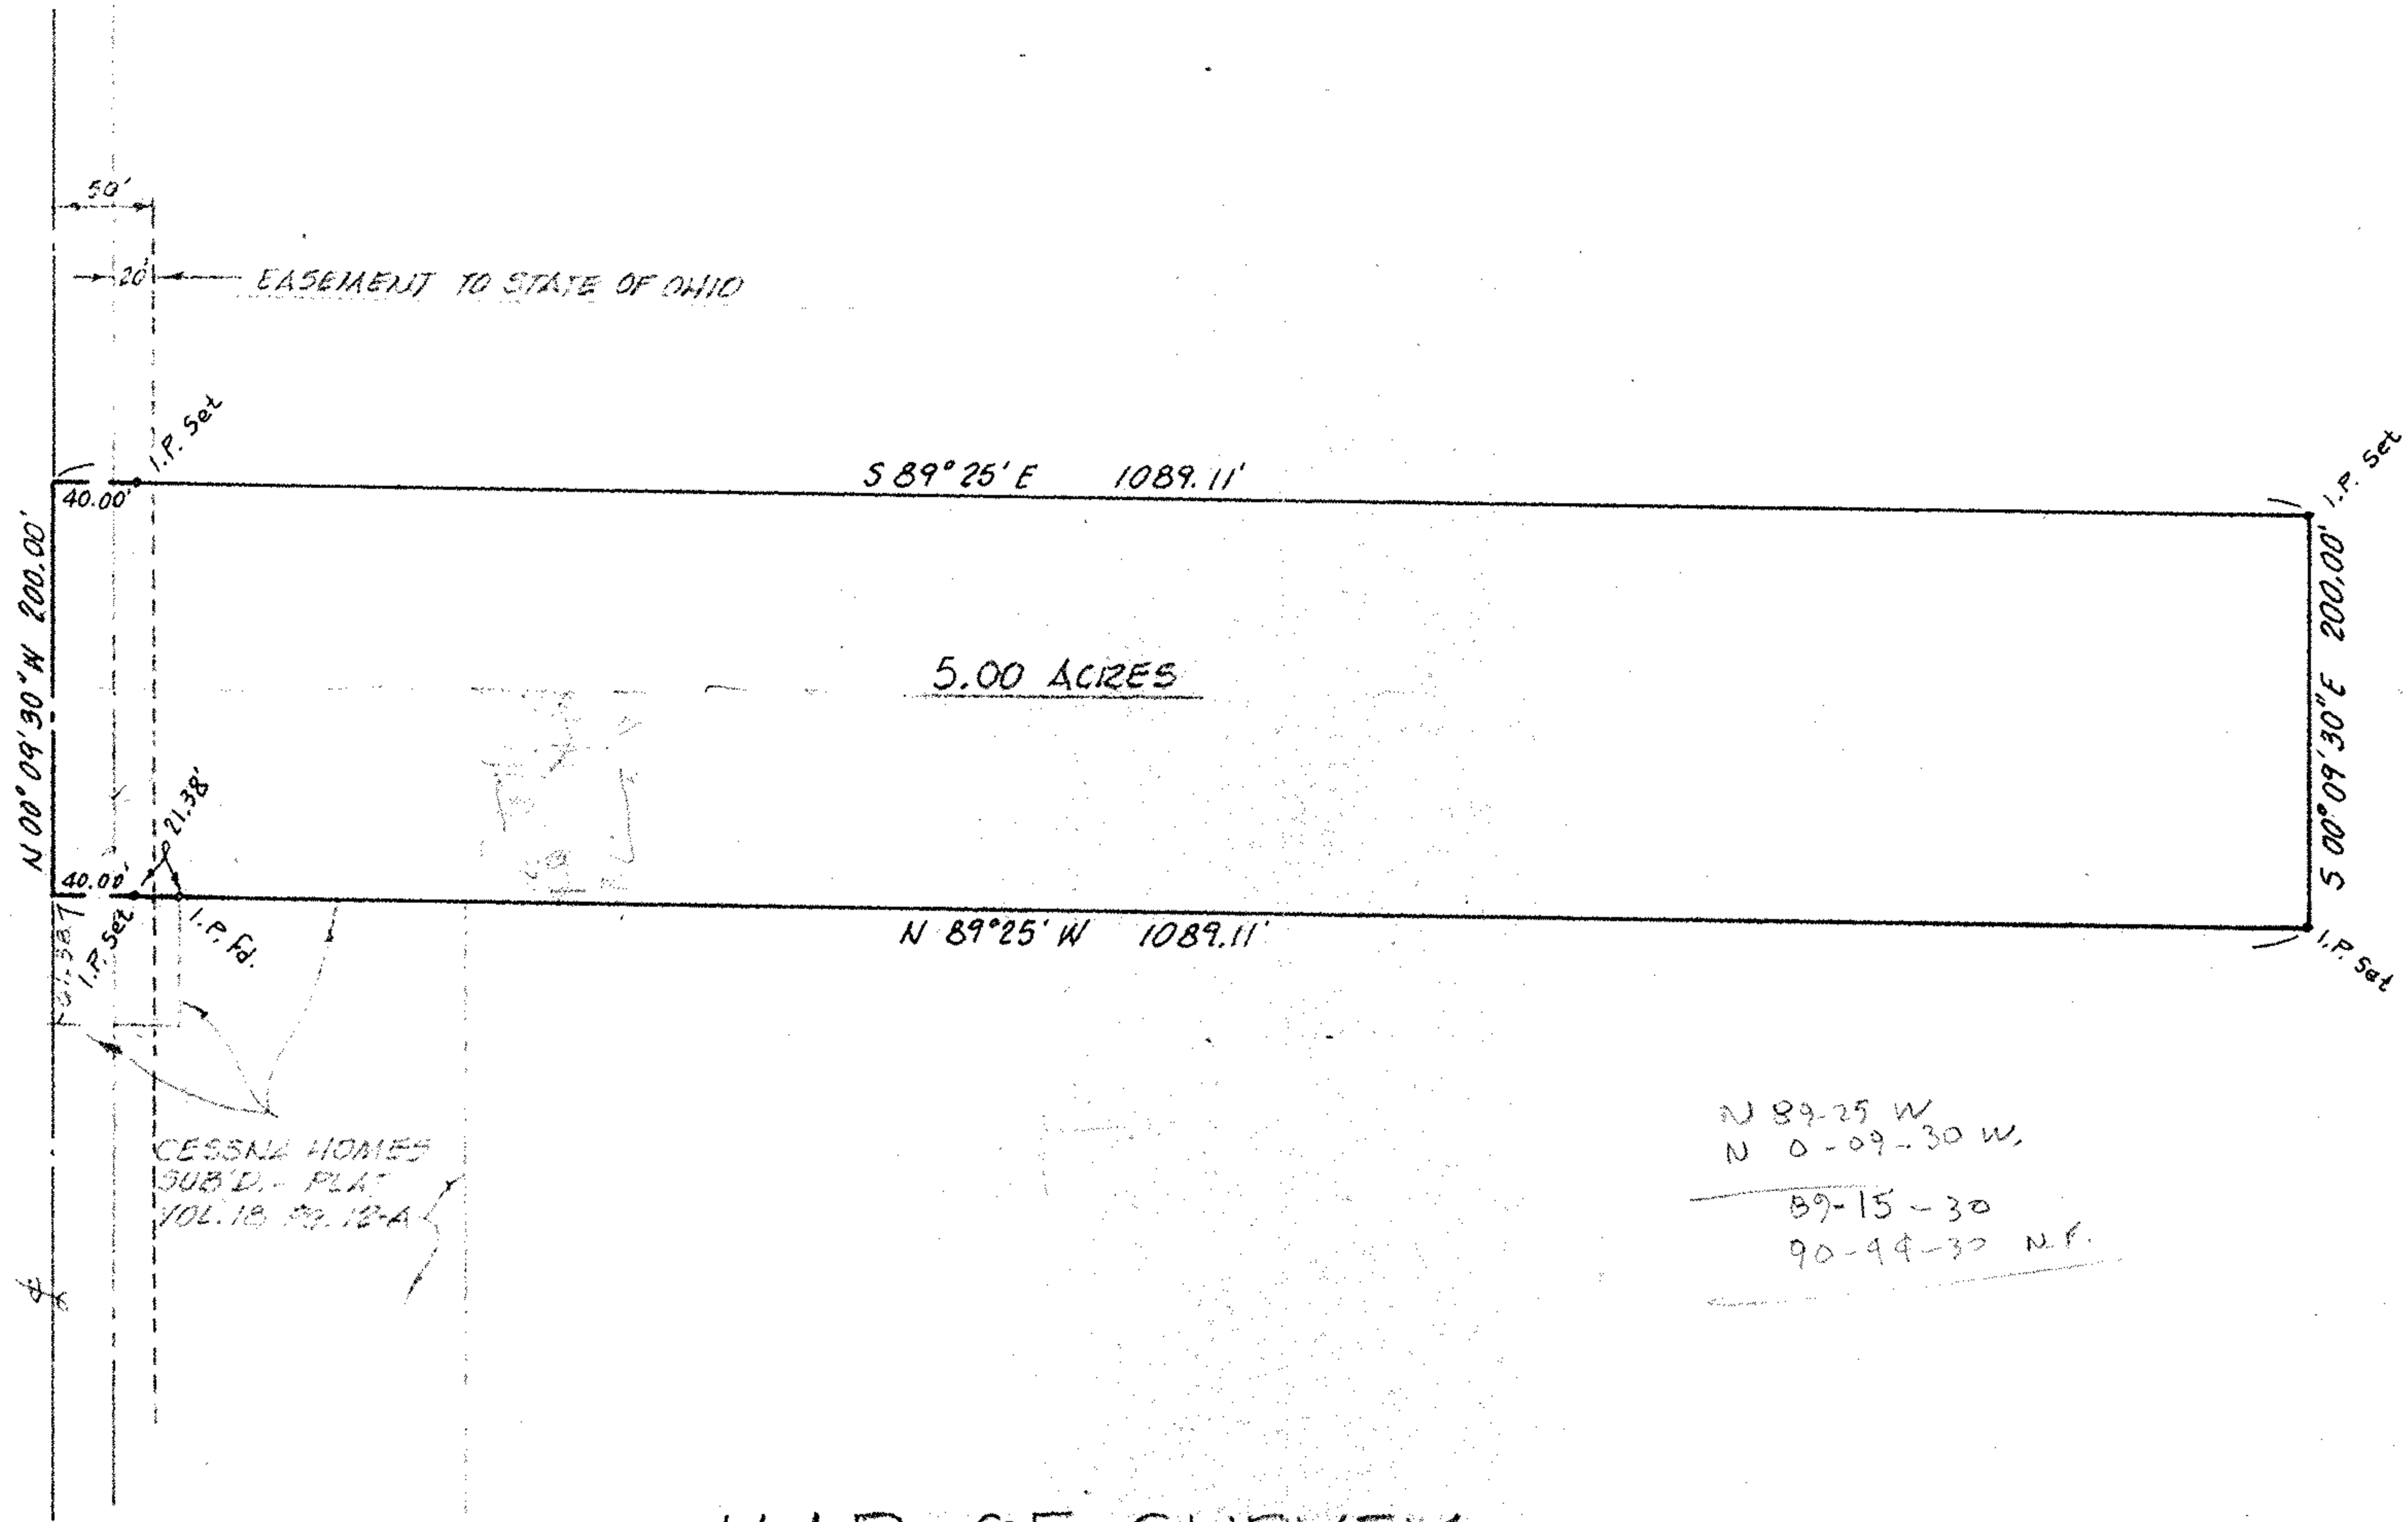 50'
20' EASEMENT TO STATE OF OHIO
I.P. Set
I.P. Set
40.00'
S 89° 25' E 1089.11'
N 00° 09' 30" W 200.00'
S 00° 09' 30" E 200.00'
5.00 ACRES
21.38'
40.00'
I.P. Set
I.P. Fd.
61.38'
N 89° 25' W 1089.11'
I.P. Set
CESSNA HOMES
SUB'D. - PLAT
VOL. 18 PG. 12-A
N 89-25 W
N 0-09-30 W.
89-15-30
90-44-30